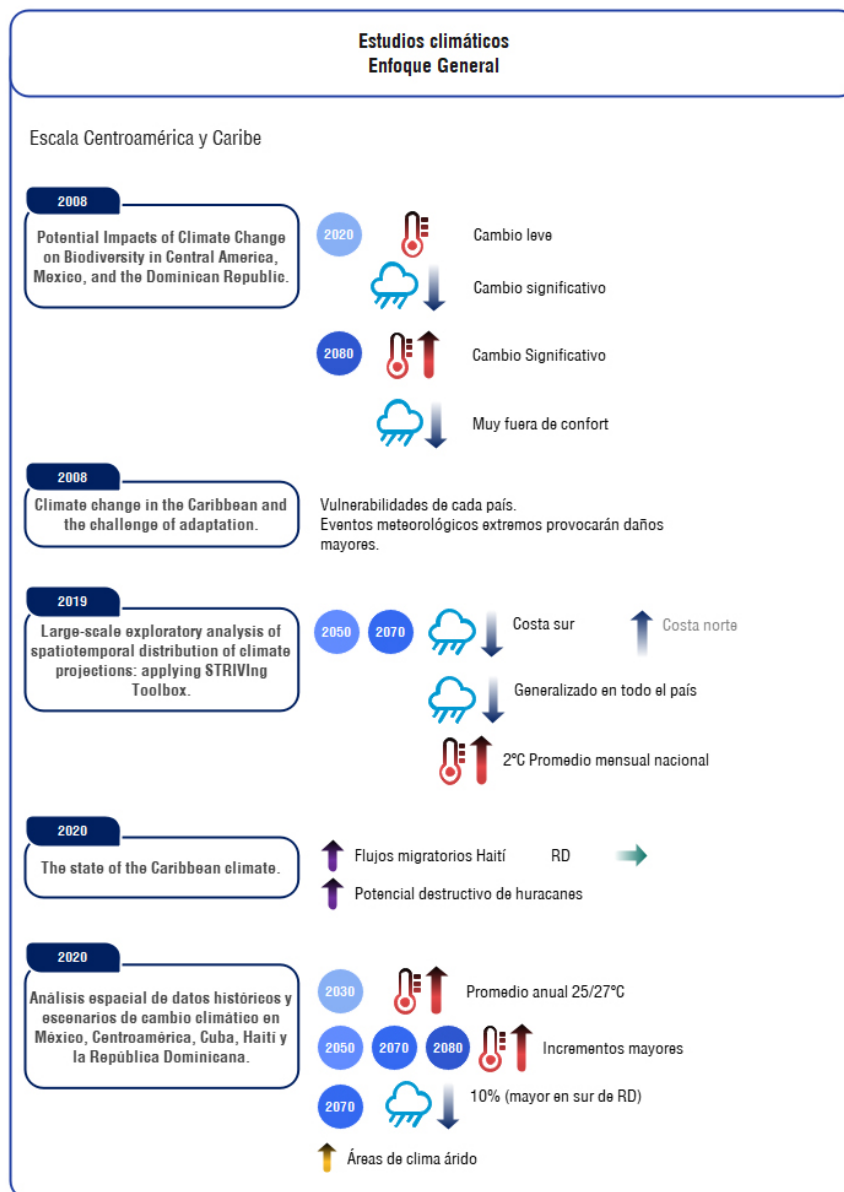 Estudios climáticos
Enfoque General
Escala Centroamérica y Caribe
2008
Potential Impacts of Climate Change
on Biodiversity in Central America,
Mexico, and the Dominican Republic.
2020
Cambio leve
Cambio significativo
2080
Cambio Significativo
Muy fuera de confort
2008
Climate change in the Caribbean and
the challenge of adaptation.
Vulnerabilidades de cada país.
Eventos meteorológicos extremos provocarán daños
mayores.
2019
Large-scale exploratory analysis of
spatiotemporal distribution of climate
projections: applying STRIVIng
Toolbox.
2050 2070 Costa sur Costa norte
Generalizado en todo el país
2ºC Promedio mensual nacional
2020
The state of the Caribbean climate.
Flujos migratorios Haití RD
Potencial destructivo de huracanes
2020
Análisis espacial de datos históricos y
escenarios de cambio climático en
México, Centroamérica, Cuba, Haití y
la República Dominicana.
2030 Promedio anual 25/27ºC
2050 2070 2080 Incrementos mayores
2070 10% (mayor en sur de RD)
Áreas de clima árido